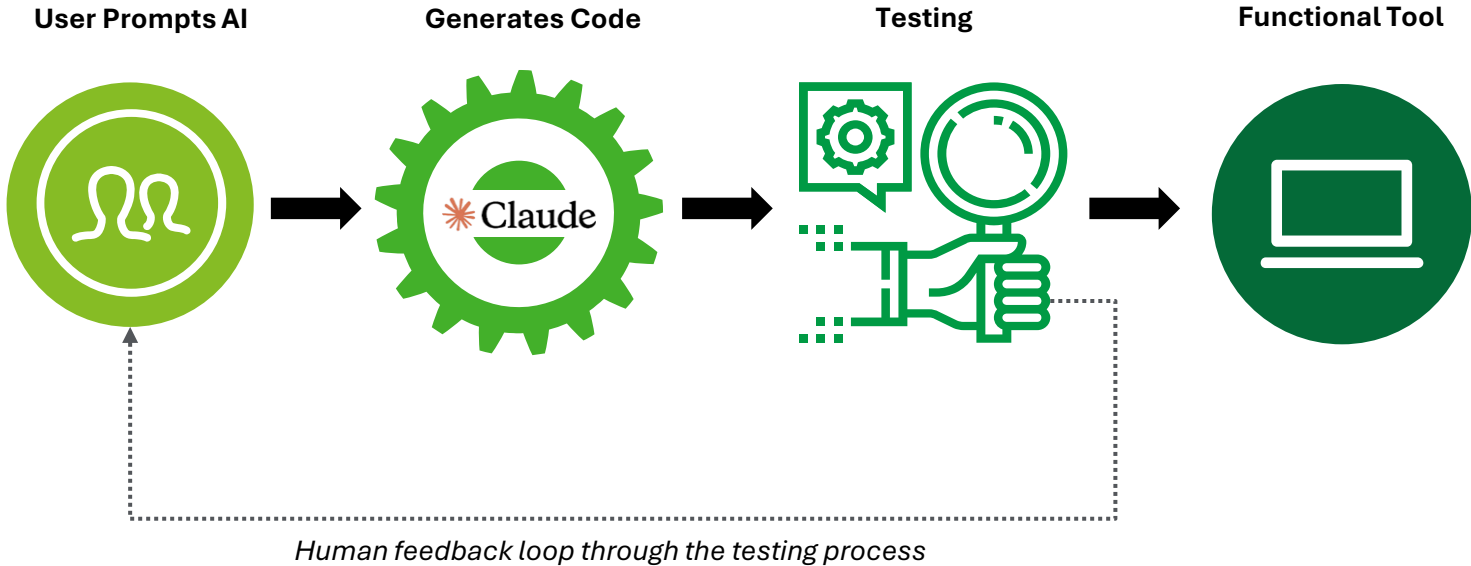 User Prompts AI
Generates Code
Testing
Functional Tool
Claude
Human feedback loop through the testing process